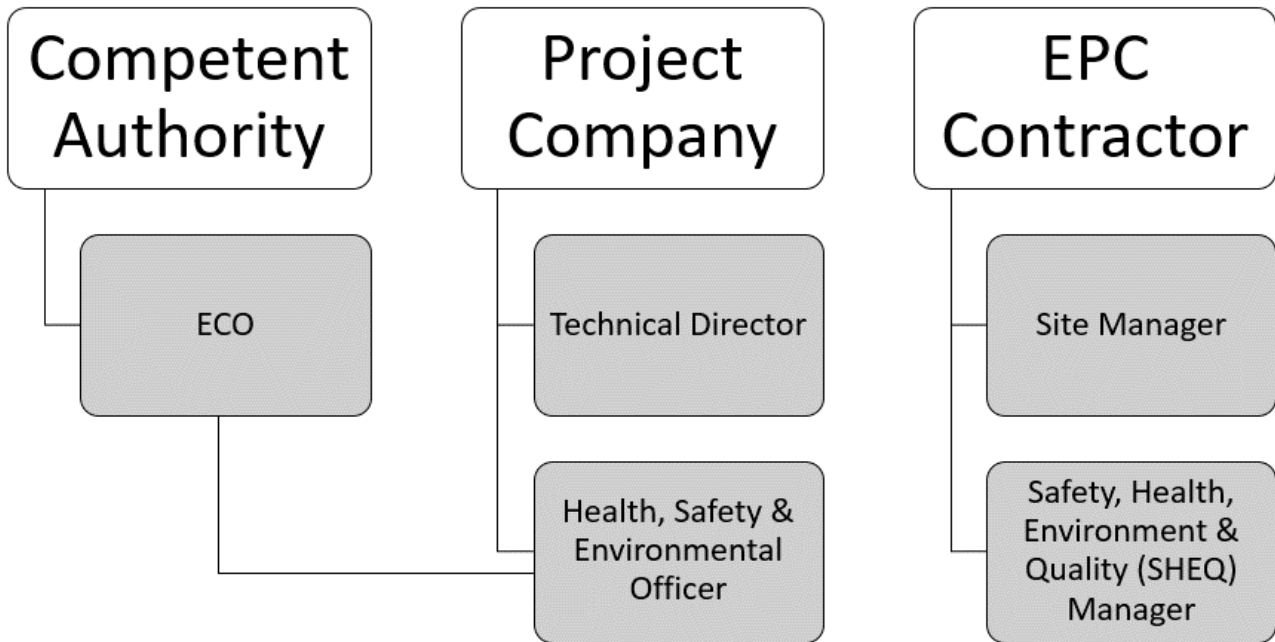 Competent
Authority
ECO
Project
Company
Technical Director
Health, Safety &
Environmental
Officer
EPC
Contractor
Site Manager
Safety, Health,
Environment &
Quality (SHEQ)
Manager